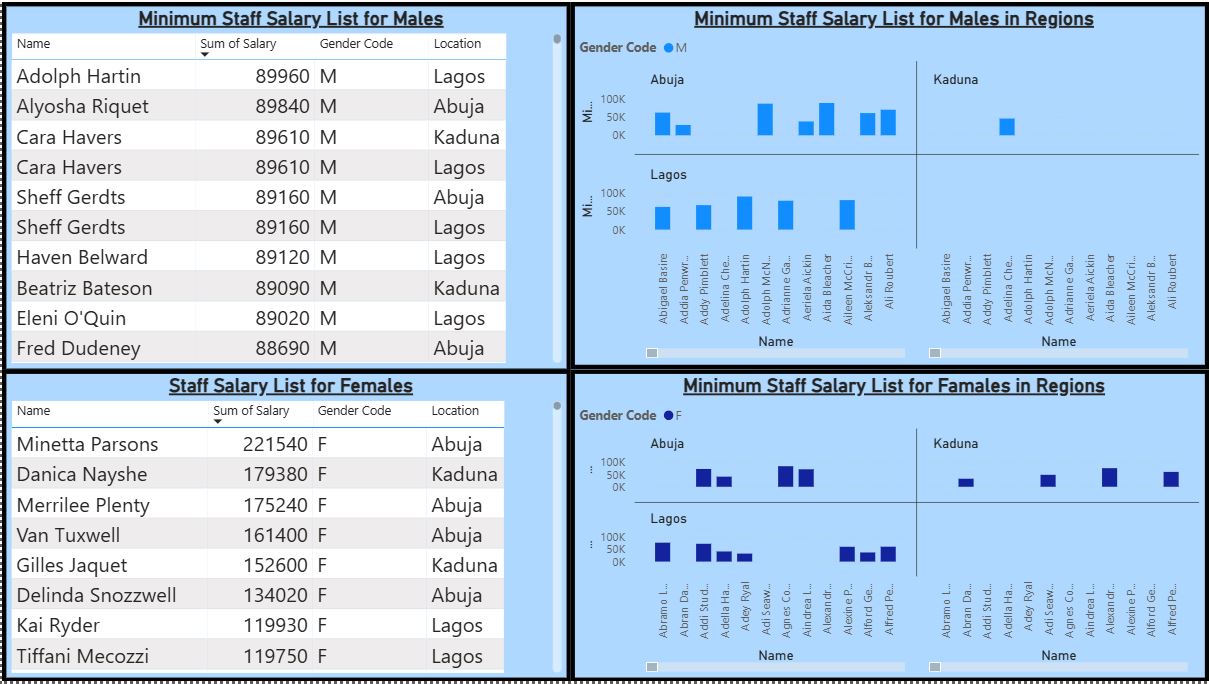 Minimum Staff Salary List for Males
Name Sum of Salary Gender Code Location
Adolph Hartin 89960 M Lagos
Alyosha Riquet 89840 M Abuja
Cara Havers 89610 M Kaduna
Cara Havers 89610 M Lagos
Sheff Gerdts 89160 M Abuja
Sheff Gerdts 89160 M Lagos
Haven Belward 89120 M Lagos
Beatriz Bateson 89090 M Kaduna
Eleni O'Quin 89020 M Lagos
Fred Dudeney 88690 M Abuja
Minimum Staff Salary List for Males in Regions
Gender Code M
Abuja
Kaduna
Mi...
100K
50K
0K
Lagos
Mi...
100K
50K
0K
Abigael Basire
Adda Penwr...
Addy Pimblett
Adelina Che...
Adolph Hartin
Adolph McN...
Adrianne Ga...
Aeriela Aickin
Aida Bleacher
Aileen McCri...
Aleksandr B...
Ali Roubert
Name
Abigael Basire
Adda Penwr...
Addy Pimblett
Adelina Che...
Adolph Hartin
Adolph McN...
Adrianne Ga...
Aeriela Aickin
Aida Bleacher
Aileen McCri...
Aleksandr B...
Ali Roubert
Name
Staff Salary List for Females
Name Sum of Salary Gender Code Location
Minetta Parsons 221540 F Abuja
Danica Nayshe 179380 F Kaduna
Merrilee Plenty 175240 F Abuja
Van Tuxwell 161400 F Abuja
Gilles Jaquet 152600 F Kaduna
Delinda Snozzwell 134020 F Abuja
Kai Ryder 119930 F Lagos
Tiffani Mecozzi 119750 F Lagos
Minimum Staff Salary List for Famales in Regions
Gender Code F
Abuja
Kaduna
...
100K
50K
0K
Lagos
...
100K
50K
0K
Abramo L...
Abran Da...
Addi Stud...
Adella Ha...
Adey Ryal
Adi Seaw...
Agnes Co...
Aindrea L...
Alexandr...
Alexine P...
Alford Ge...
Alfred Pe...
Name
Abramo L...
Abran Da...
Addi Stud...
Adella Ha...
Adey Ryal
Adi Seaw...
Agnes Co...
Aindrea L...
Alexandr...
Alexine P...
Alford Ge...
Alfred Pe...
Name